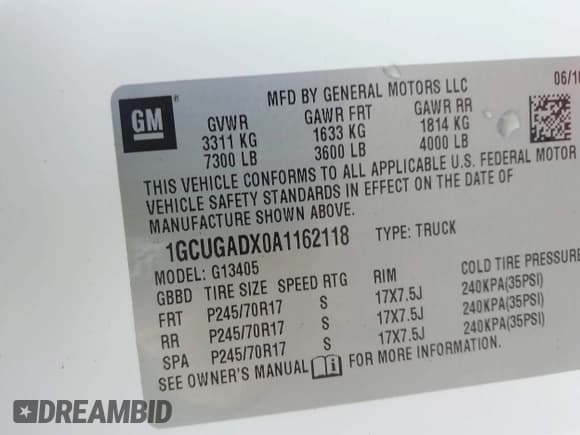 MFD BY GENERAL MOTORS LLC 06/10
GM
GVWR GAWR FRT GAWR RR
3311 KG 1633 KG 1814 KG
7300 LB 3600 LB 4000 LB
THIS VEHICLE CONFORMS TO ALL APPLICABLE U.S. FEDERAL MOTOR
VEHICLE SAFETY STANDARDS IN EFFECT ON THE DATE OF
MANUFACTURE SHOWN ABOVE.
1GCUGADX0A1162118 TYPE: TRUCK
MODEL: G13405
GBBD TIRE SIZE SPEED RTG RIM COLD TIRE PRESSURE
FRT P245/70R17 S 17X7.5J 240KPA(35PSI)
RR P245/70R17 S 17X7.5J 240KPA(35PSI)
SPA P245/70R17 S 17X7.5J 240KPA(35PSI)
SEE OWNER'S MANUAL FOR MORE INFORMATION.
DREAMBID